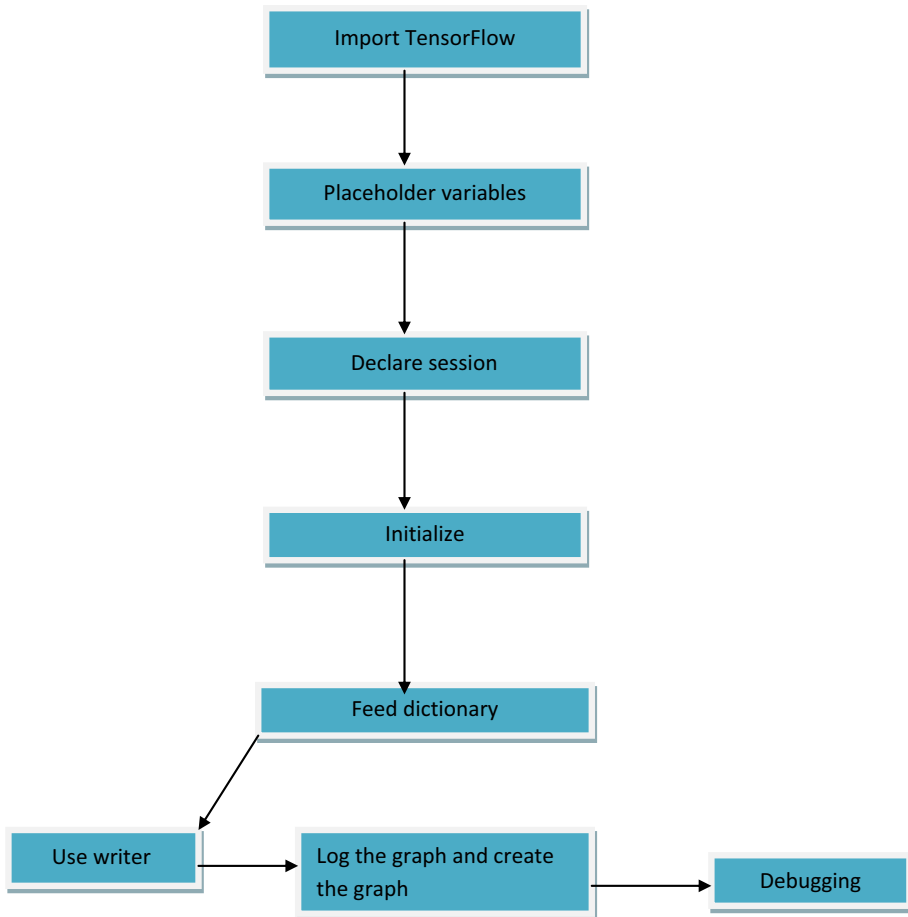 Import TensorFlow
Placeholder variables
Declare session
Initialize
Feed dictionary
Use writer
Log the graph and create
the graph
Debugging